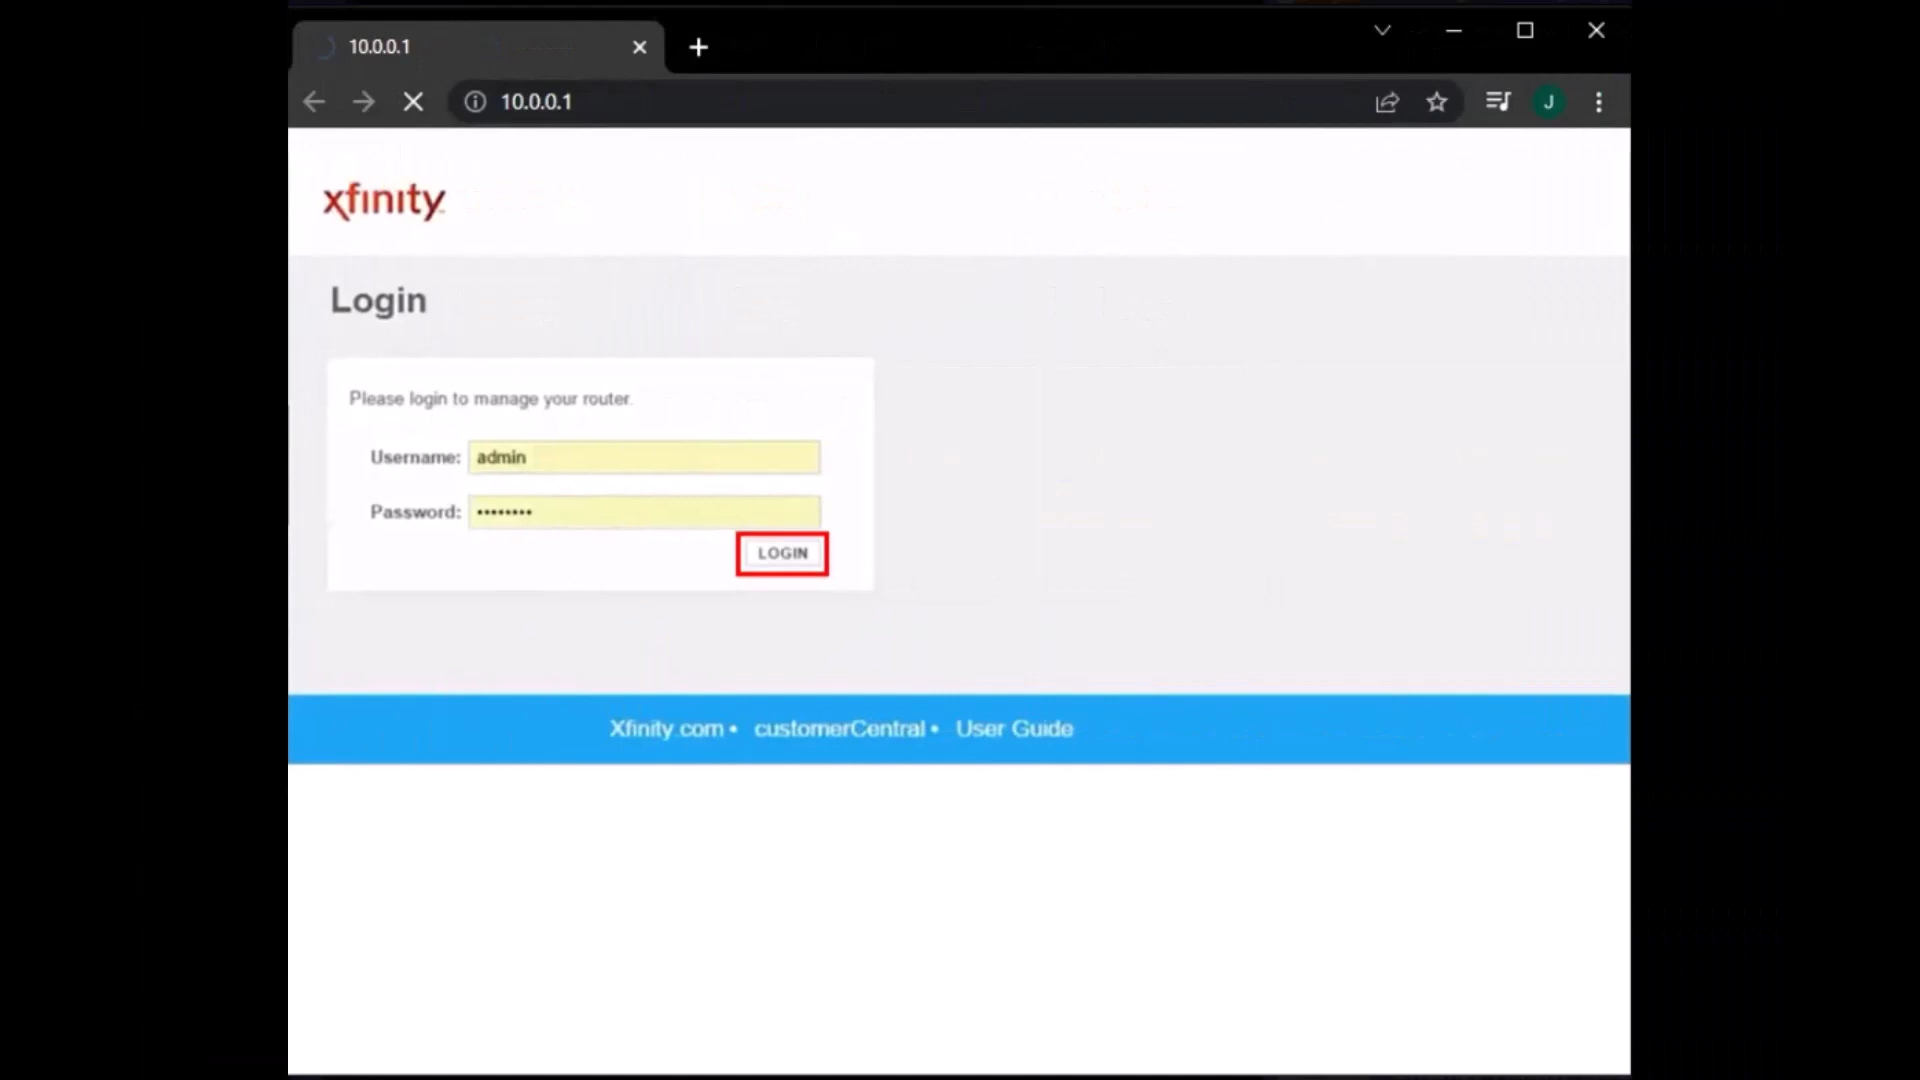 10.0.0.1
10.0.0.1
J
xfinity
Login
Please login to manage your router.
Username: admin
Password: ••••••••
LOGIN
Xfinity.com • customerCentral • User Guide